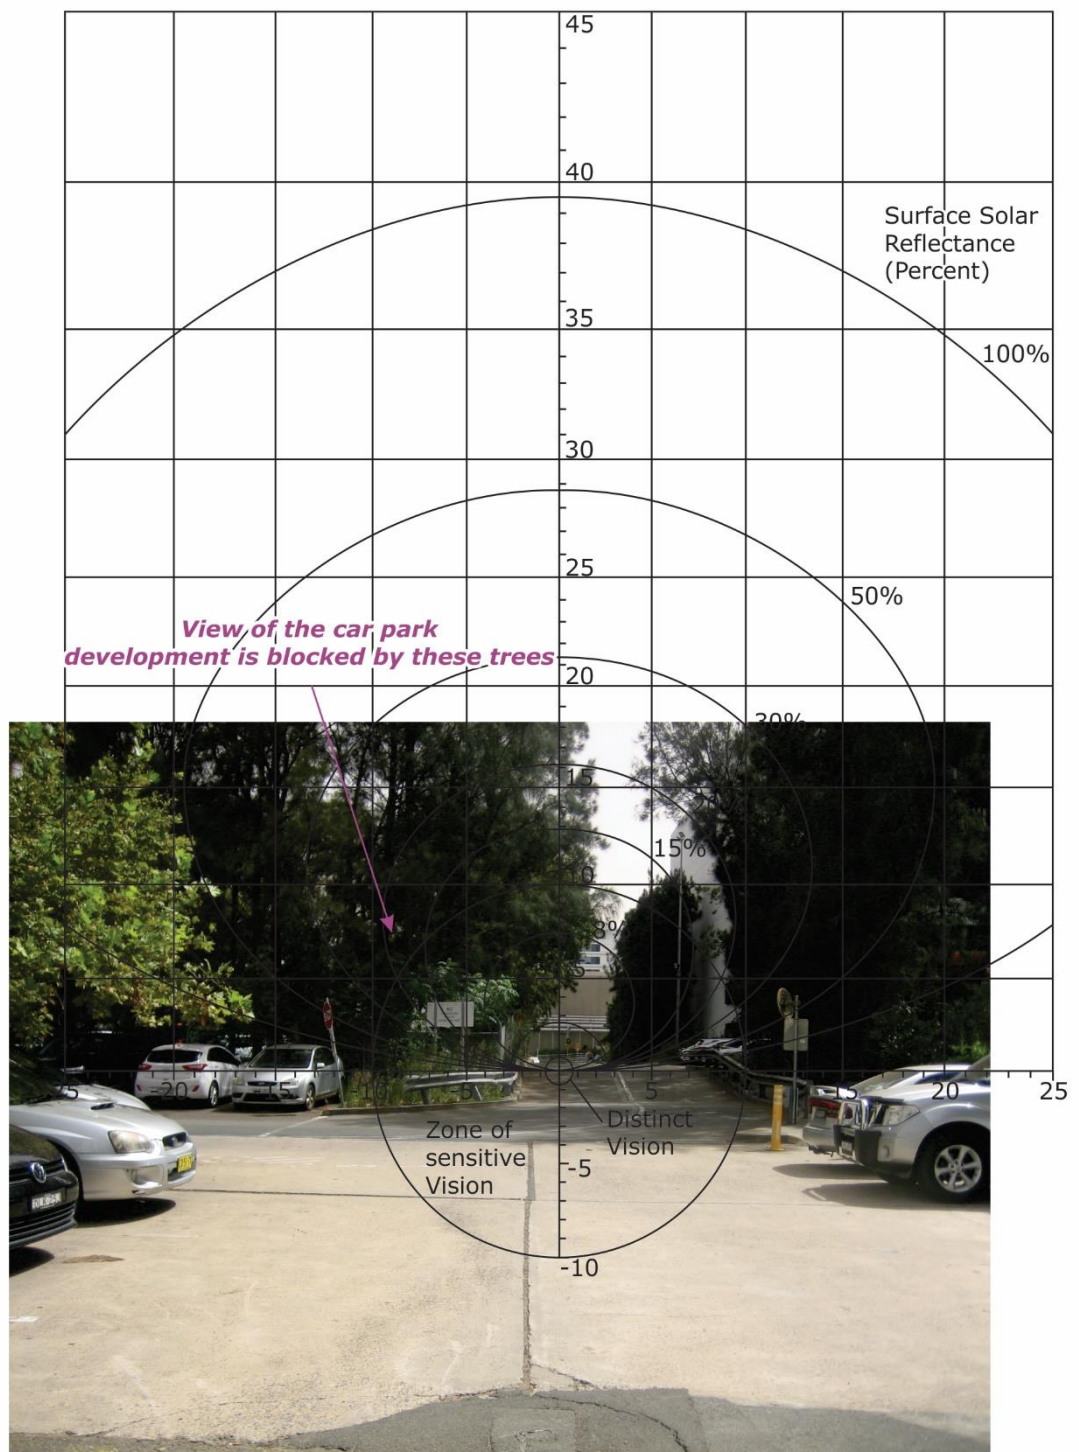 45
40
Surface Solar
Reflectance
(Percent)
35
100%
30
25
50%
View of the car park
development is blocked by these trees
20
30%
15
15%
8%
5
-20
15
10
5
5
15
20
25
Distinct
Vision
Zone of
sensitive
Vision
-5
-10